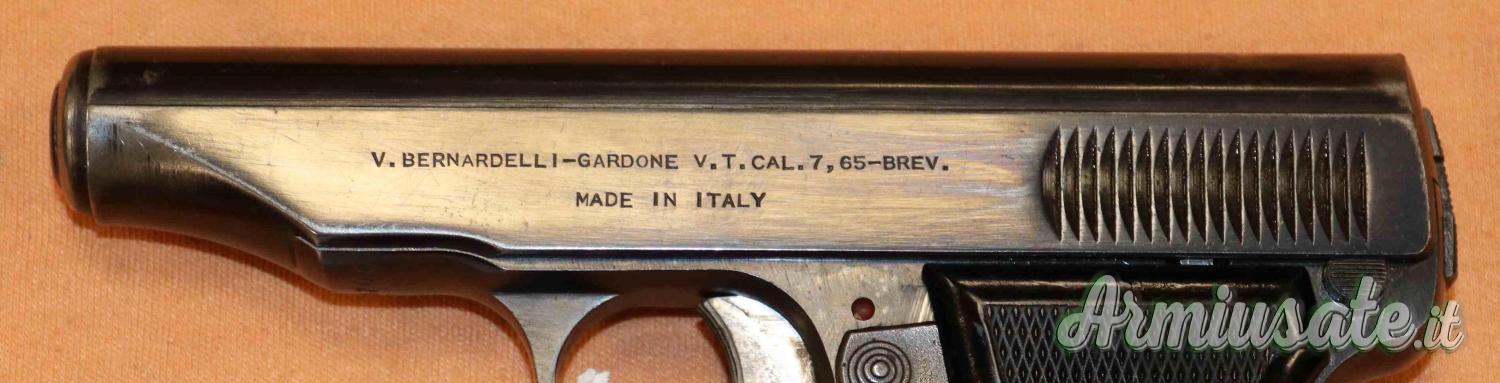 V. BERNARDELLI-GARDONE V.T. CAL. 7,65-BREV.
MADE IN ITALY
Armiusate.it